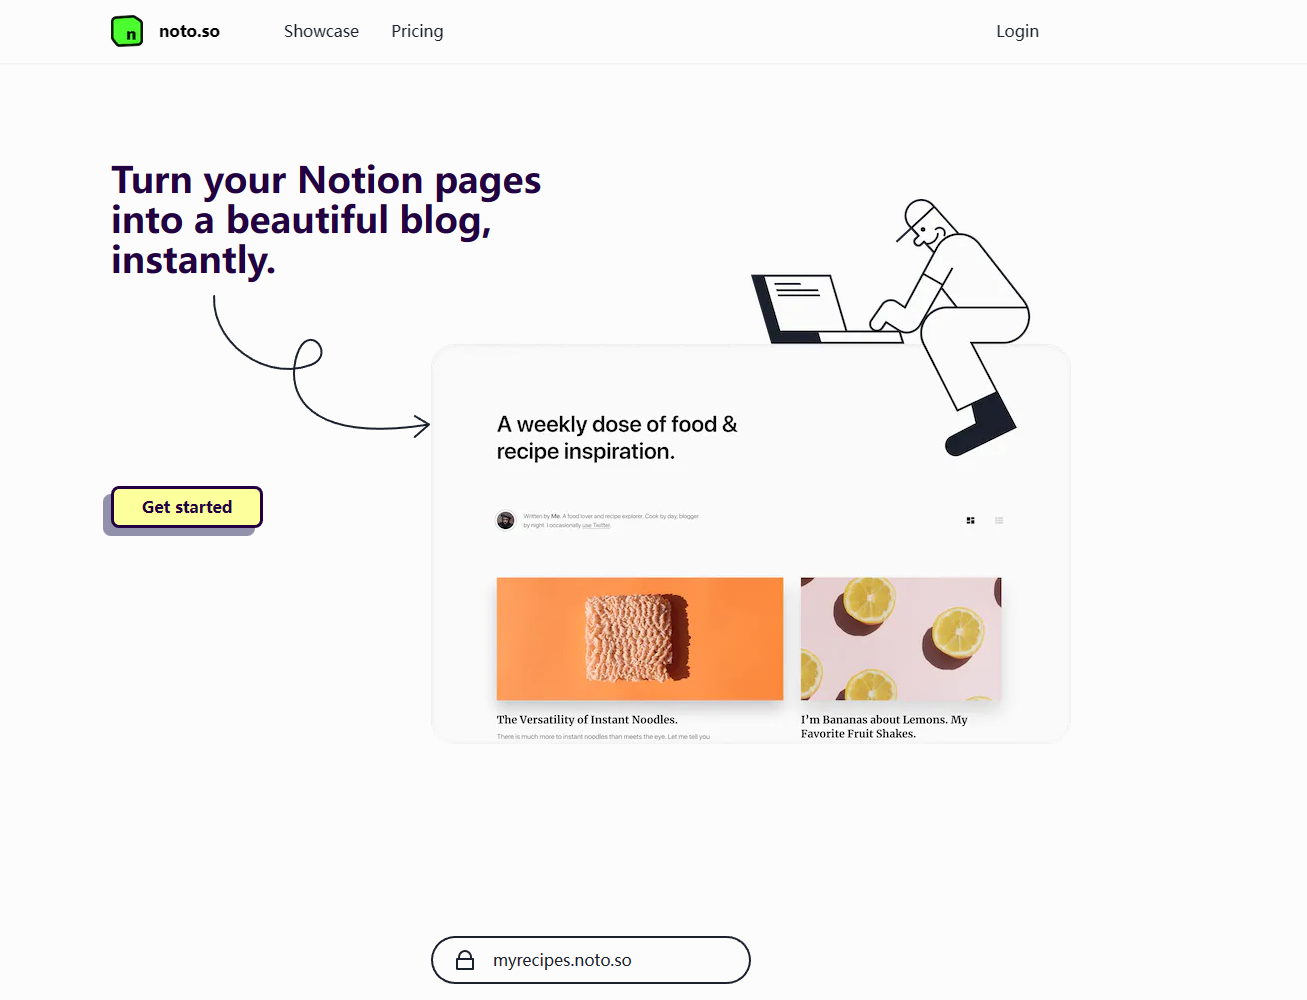 n
noto.so
Showcase
Pricing
Login
Turn your Notion pages
into a beautiful blog,
instantly.
Get started
A weekly dose of food &
recipe inspiration.
Written by Me. A food lover and recipe explorer. Cook by day, blogger
by night. I occasionally use Twitter.
The Versatility of Instant Noodles.
There is much more to instant noodles than meets the eye. Let me tell you
I'm Bananas about Lemons. My
Favorite Fruit Shakes.
myrecipes.noto.so